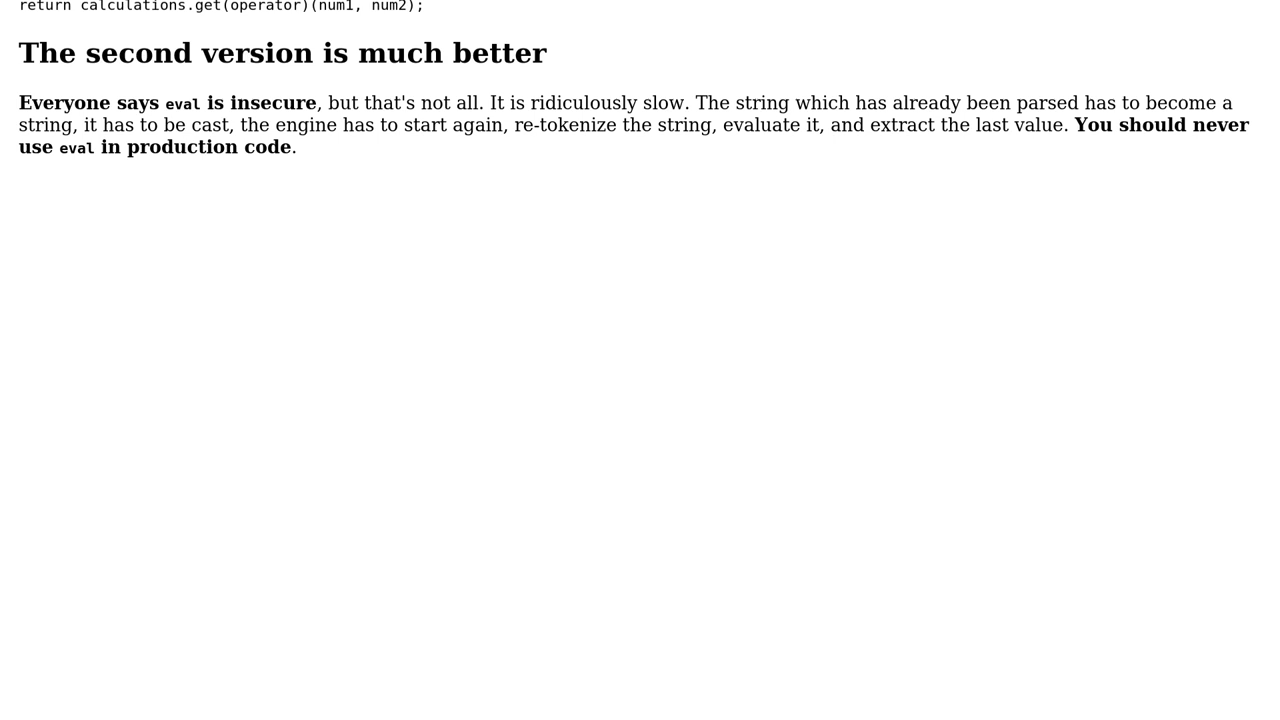 return calculations.get(operator)(num1, num2);
The second version is much better
Everyone says eval is insecure, but that's not all. It is ridiculously slow. The string which has already been parsed has to become a
string, it has to be cast, the engine has to start again, re-tokenize the string, evaluate it, and extract the last value. You should never
use eval in production code.